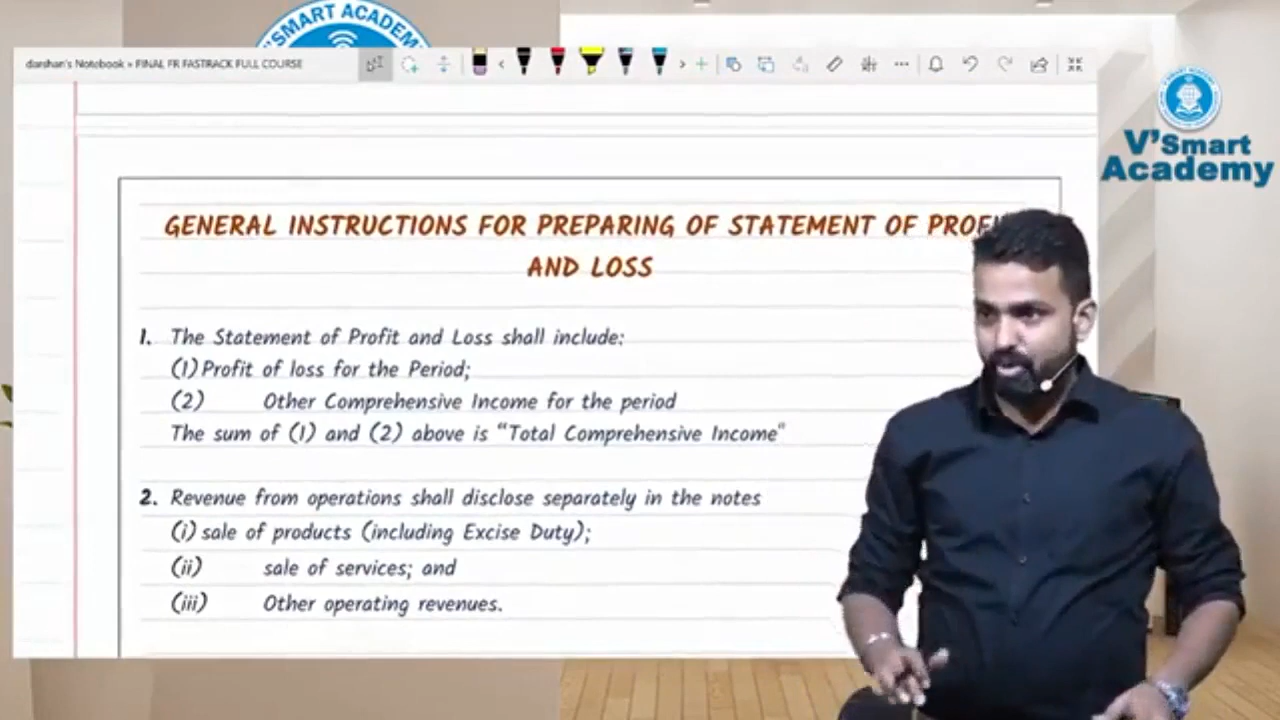 V'SMART ACADEMY
darshan's Notebook » FINAL FR FASTRACK FULL COURSE
V'Smart
Academy
GENERAL INSTRUCTIONS FOR PREPARING OF STATEMENT OF
AND LOSS
1. The Statement of Profit and Loss shall include:
(1) Profit of loss for the Period;
(2) Other Comprehensive Income for the period
The sum of (1) and (2) above is “Total Comprehensive Income"
2. Revenue from operations shall disclose separately in the notes
(i) sale of products (including Excise Duty);
(ii) sale of services; and
(iii) Other operating revenues.